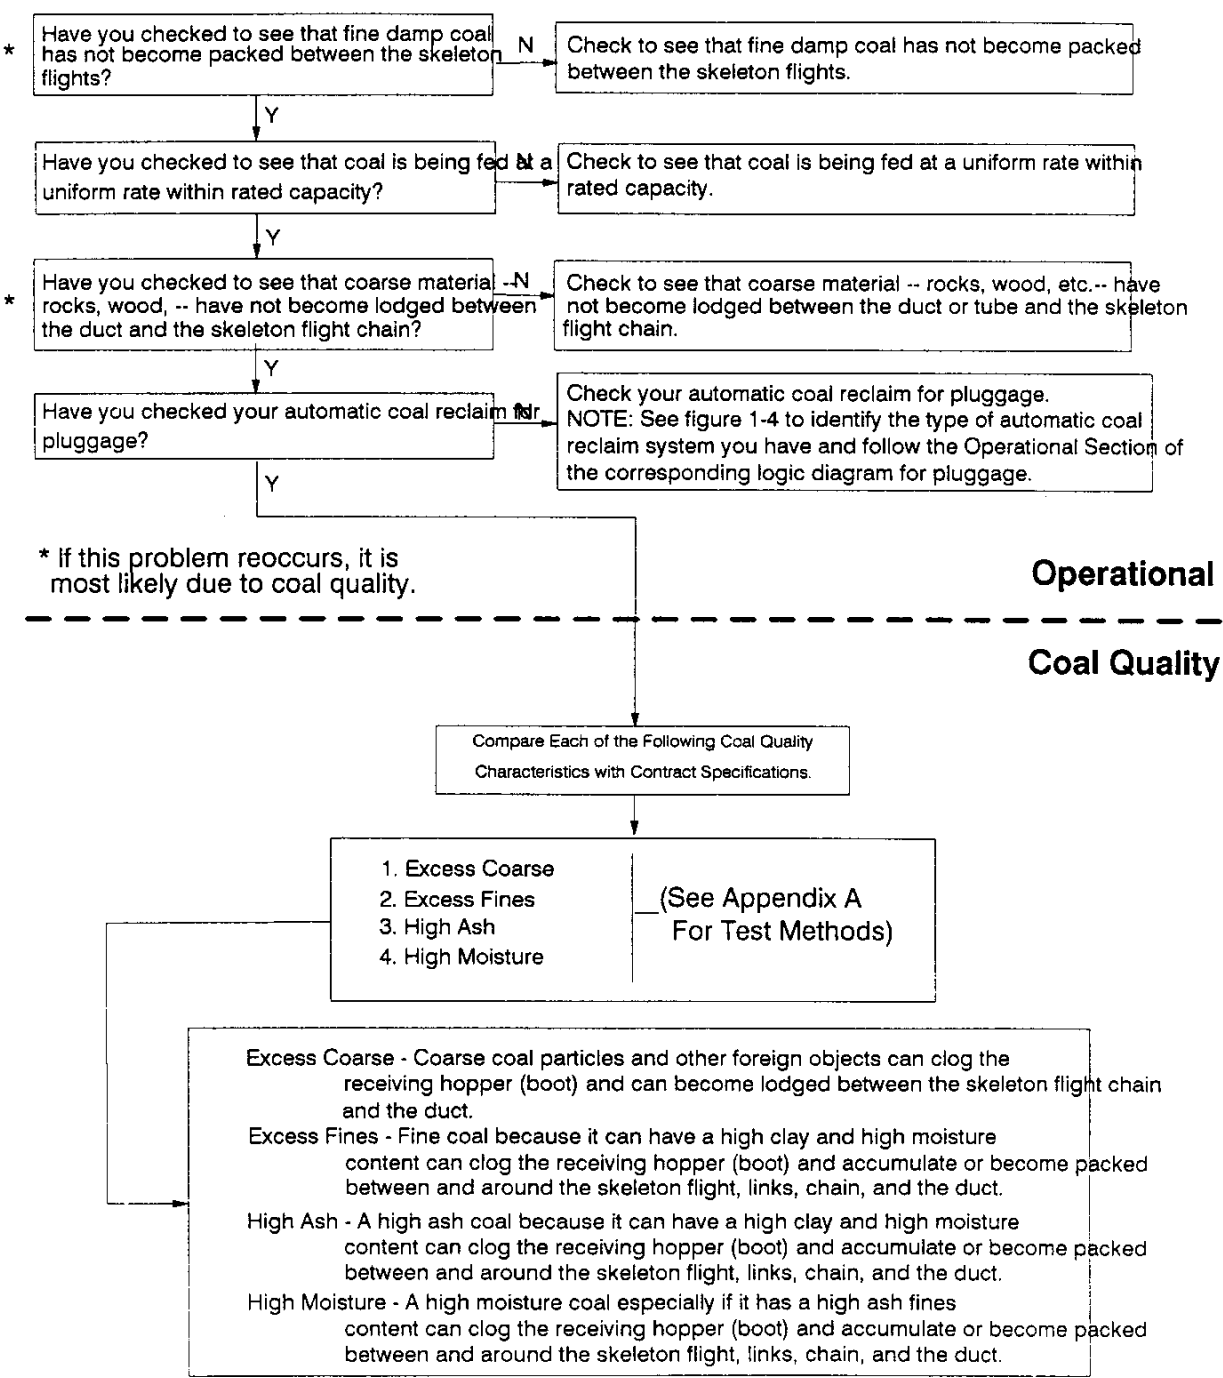 * Have you checked to see that fine damp coal
has not become packed between the skeleton
flights?
N
Check to see that fine damp coal has not become packed
between the skeleton flights.
Y
Have you checked to see that coal is being fed at a
uniform rate within rated capacity?
N
Check to see that coal is being fed at a uniform rate within
rated capacity.
Y
* Have you checked to see that coarse material --
rocks, wood, -- have not become lodged between
the duct and the skeleton flight chain?
N
Check to see that coarse material -- rocks, wood, etc.-- have
not become lodged between the duct or tube and the skeleton
flight chain.
Y
Have you checked your automatic coal reclaim for
pluggage?
N
Check your automatic coal reclaim for pluggage.
NOTE: See figure 1-4 to identify the type of automatic coal
reclaim system you have and follow the Operational Section of
the corresponding logic diagram for pluggage.
Y
* If this problem reoccurs, it is
most likely due to coal quality.
Operational
Coal Quality
Compare Each of the Following Coal Quality
Characteristics with Contract Specifications.
1. Excess Coarse
2. Excess Fines
3. High Ash
4. High Moisture
(See Appendix A
For Test Methods)
Excess Coarse - Coarse coal particles and other foreign objects can clog the
receiving hopper (boot) and can become lodged between the skeleton flight chain
and the duct.
Excess Fines - Fine coal because it can have a high clay and high moisture
content can clog the receiving hopper (boot) and accumulate or become packed
between and around the skeleton flight, links, chain, and the duct.
High Ash - A high ash coal because it can have a high clay and high moisture
content can clog the receiving hopper (boot) and accumulate or become packed
between and around the skeleton flight, links, chain, and the duct.
High Moisture - A high moisture coal especially if it has a high ash fines
content can clog the receiving hopper (boot) and accumulate or become packed
between and around the skeleton flight, links, chain, and the duct.